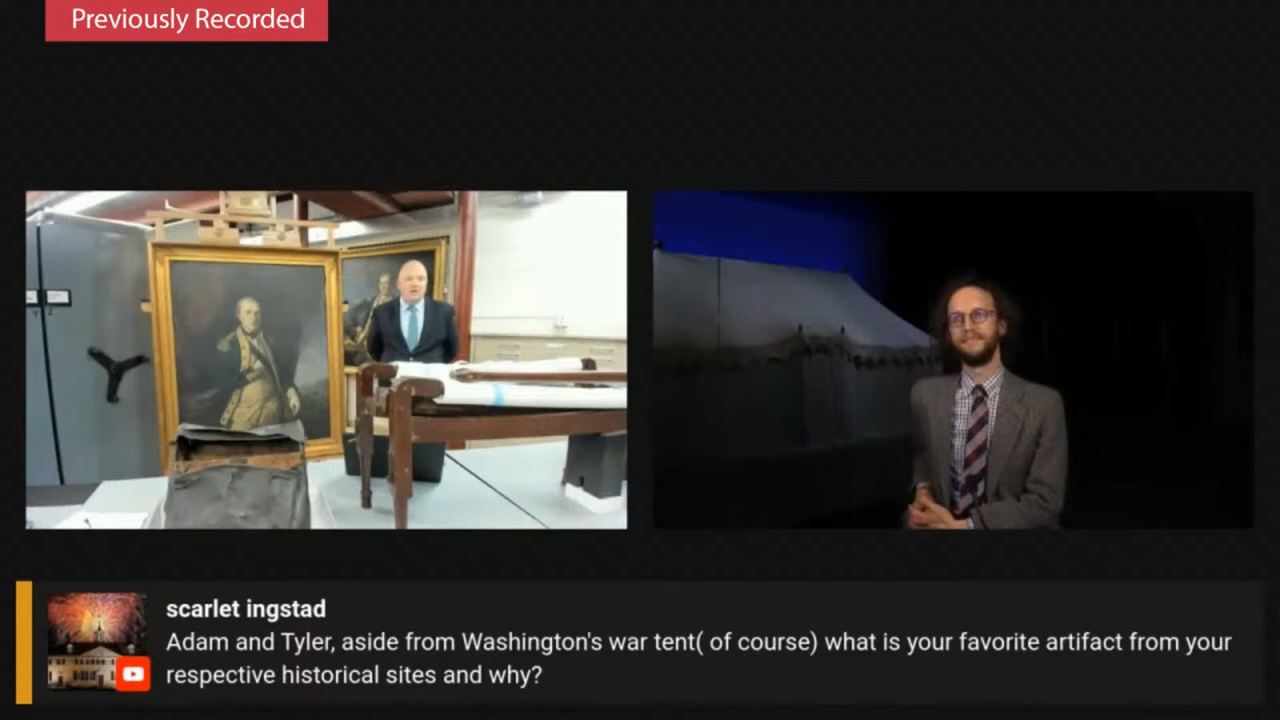 Previously Recorded
scarlet ingstad
Adam and Tyler, aside from Washington's war tent( of course) what is your favorite artifact from your
respective historical sites and why?